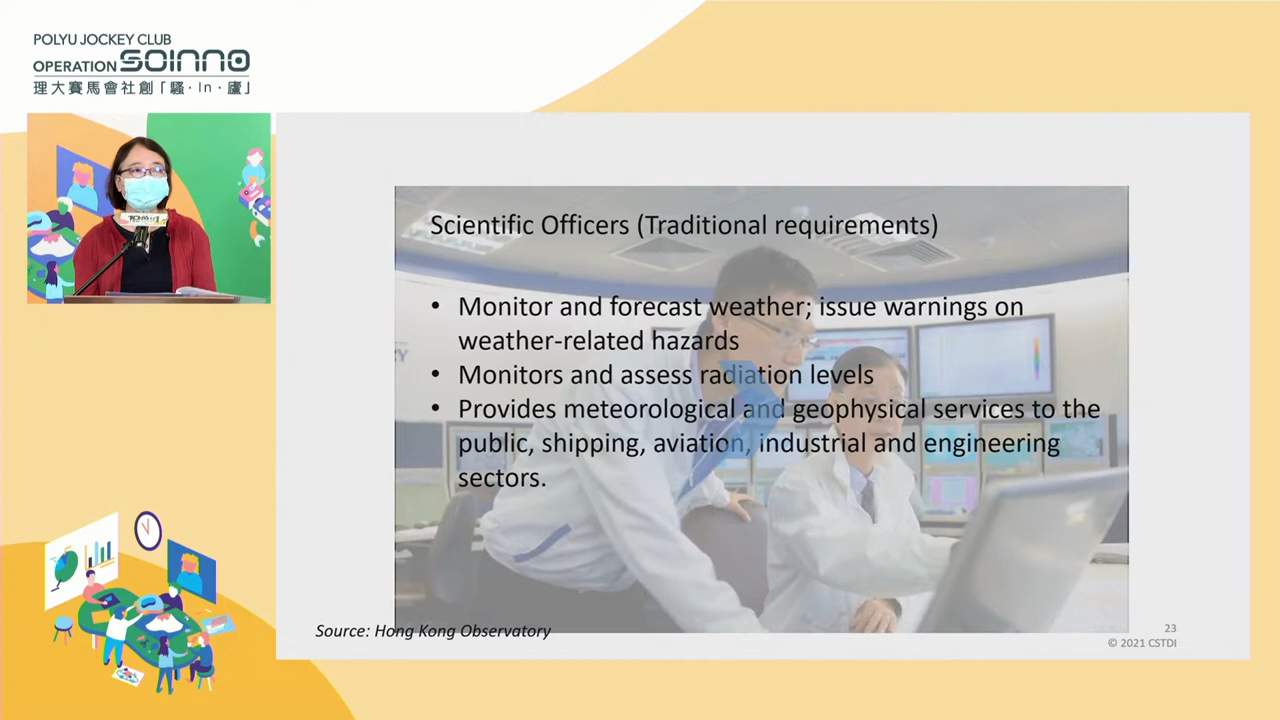 POLYU JOCKEY CLUB
OPERATION SOINNO
理大賽馬會社創「騷·In·廬」
Scientific Officers (Traditional requirements)
• Monitor and forecast weather; issue warnings on
weather-related hazards
• Monitors and assess radiation levels
• Provides meteorological and geophysical services to the
public, shipping, aviation, industrial and engineering
sectors.
Source: Hong Kong Observatory
23
© 2021 CSTDI